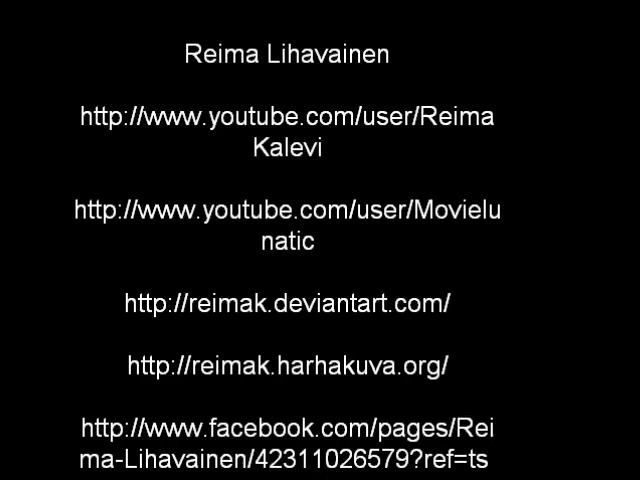 Reima Lihavainen
http://www.youtube.com/user/Reima
Kalevi
http://www.youtube.com/user/Movielu
natic
http://reimak.deviantart.com/
http://reimak.harhakuva.org/
http://www.facebook.com/pages/Rei
ma-Lihavainen/42311026579?ref=ts